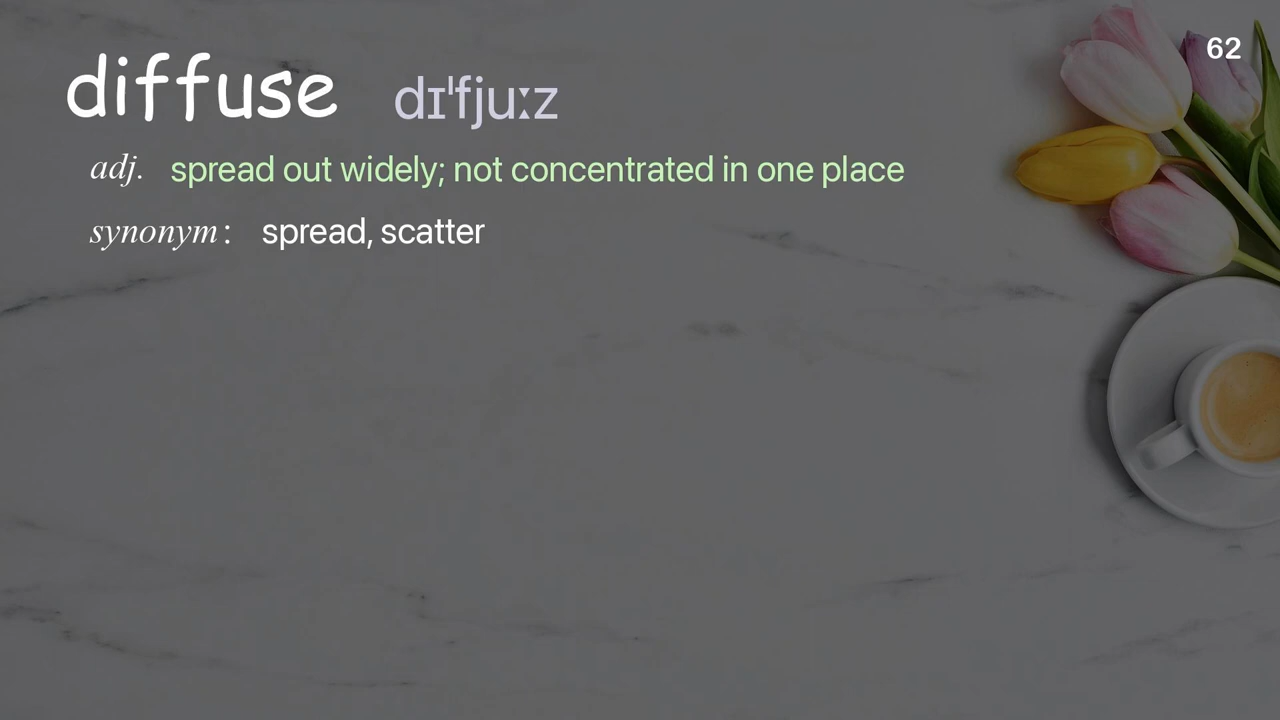 62
diffuse dɪˈfjuːz
adj. spread out widely; not concentrated in one place
synonym : spread, scatter